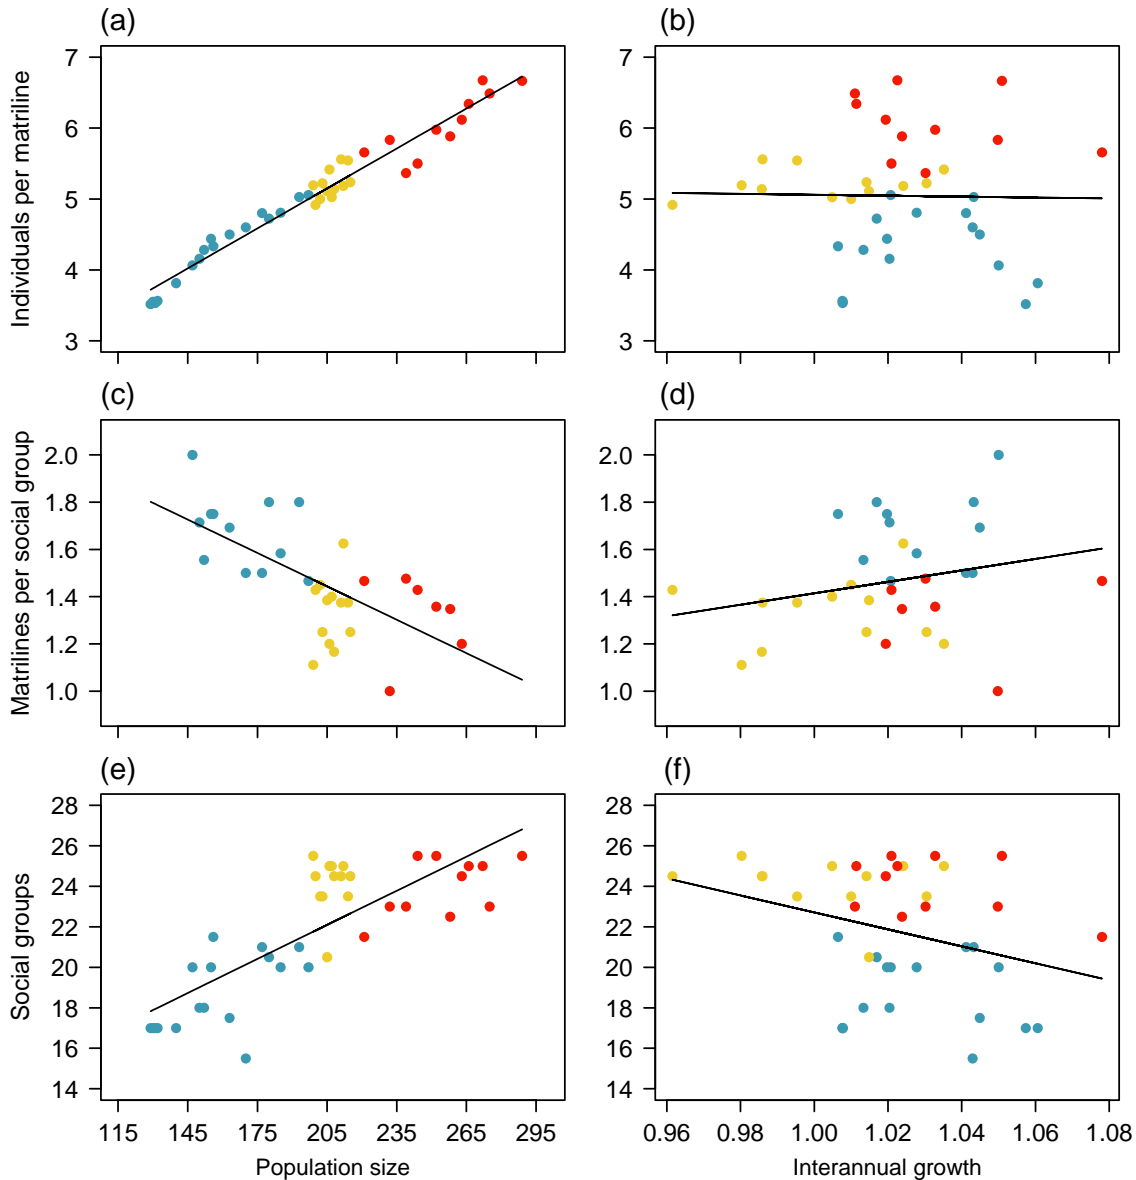 (a) (b)
Individuals per matriline
7 7
6 6
5 5
4 4
3 3
(c) (d)
Matrilines per social group
2.0 2.0
1.8 1.8
1.6 1.6
1.4 1.4
1.2 1.2
1.0 1.0
(e) (f)
Social groups
28 28
26 26
24 24
22 22
20 20
18 18
16 16
14 14
115 145 175 205 235 265 295 0.96 0.98 1.00 1.02 1.04 1.06 1.08
Population size Interannual growth